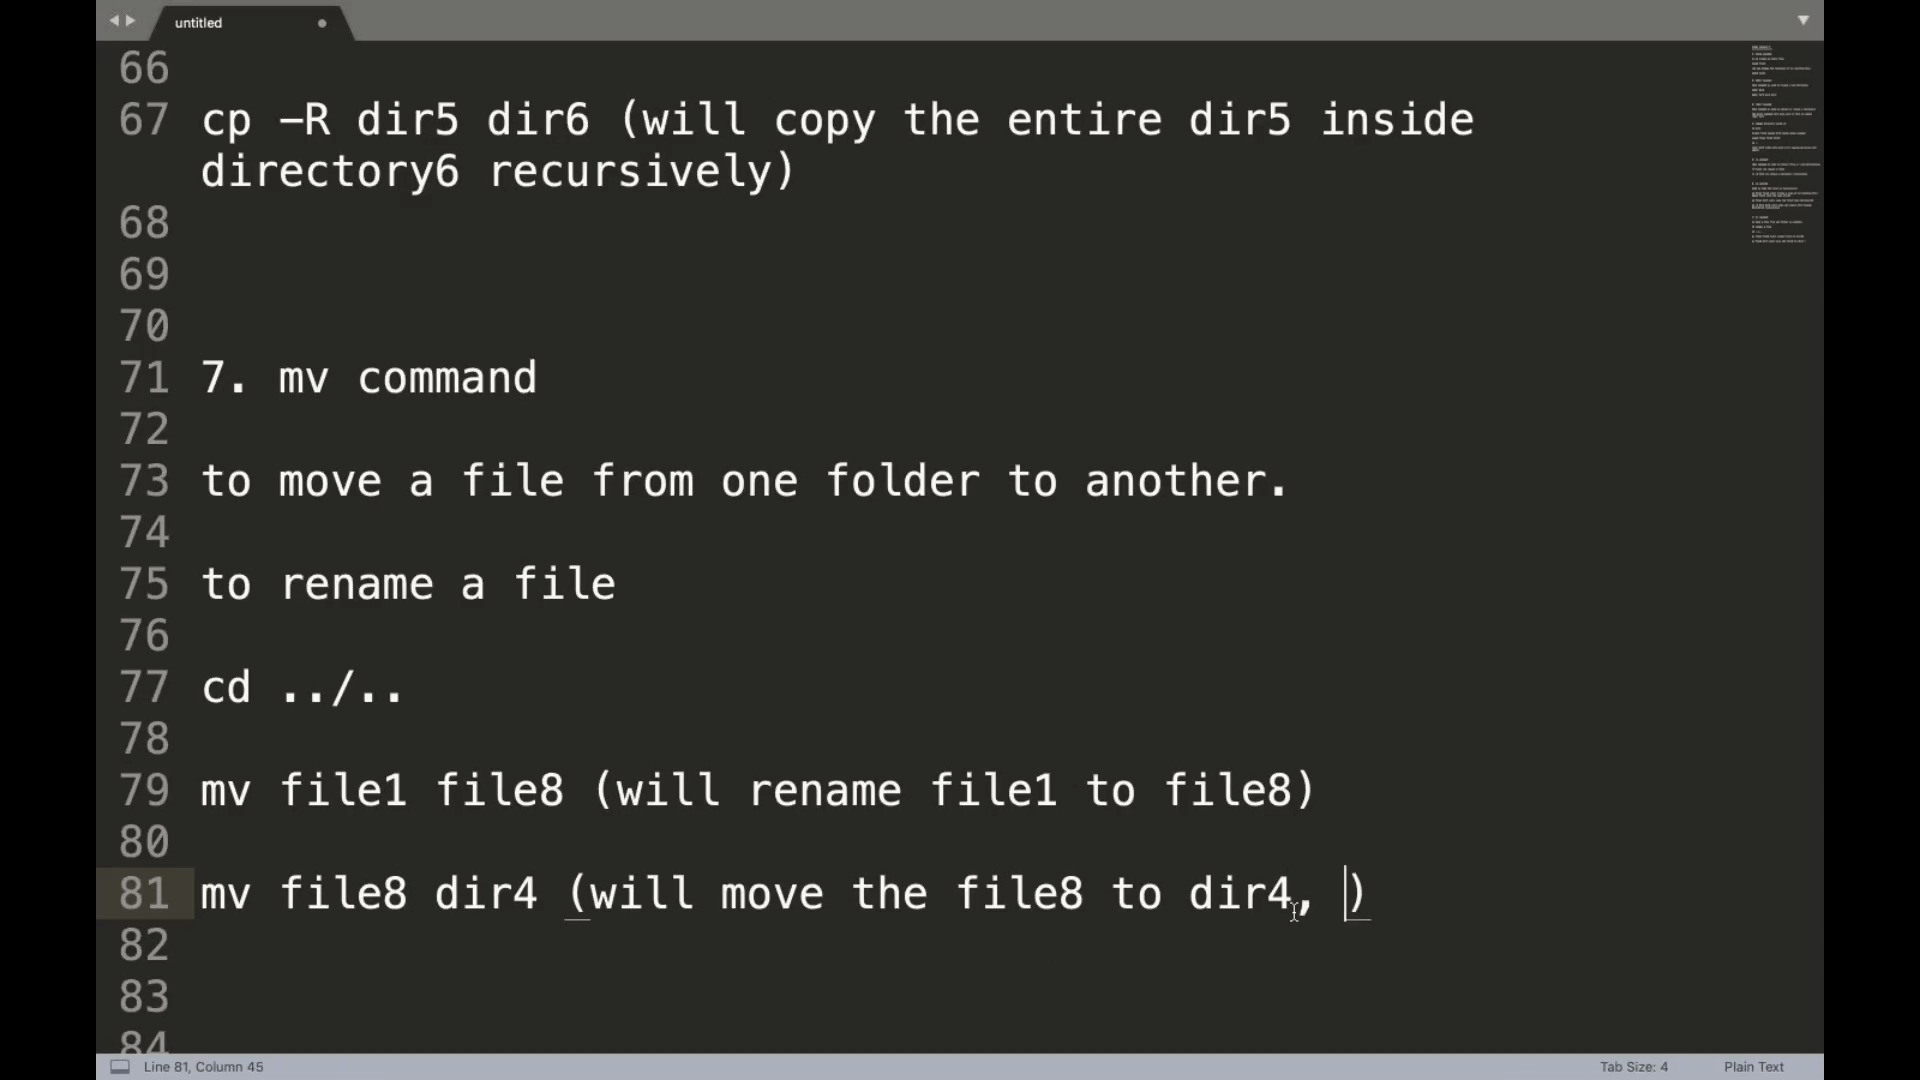 untitled
66
67 cp -R dir5 dir6 (will copy the entire dir5 inside
directory6 recursively)
68
69
70
71 7. mv command
72
73 to move a file from one folder to another.
74
75 to rename a file
76
77 cd ../..
78
79 mv file1 file8 (will rename file1 to file8)
80
81 mv file8 dir4 (will move the file8 to dir4, )
82
83
84
Line 81, Column 45 Tab Size: 4 Plain Text